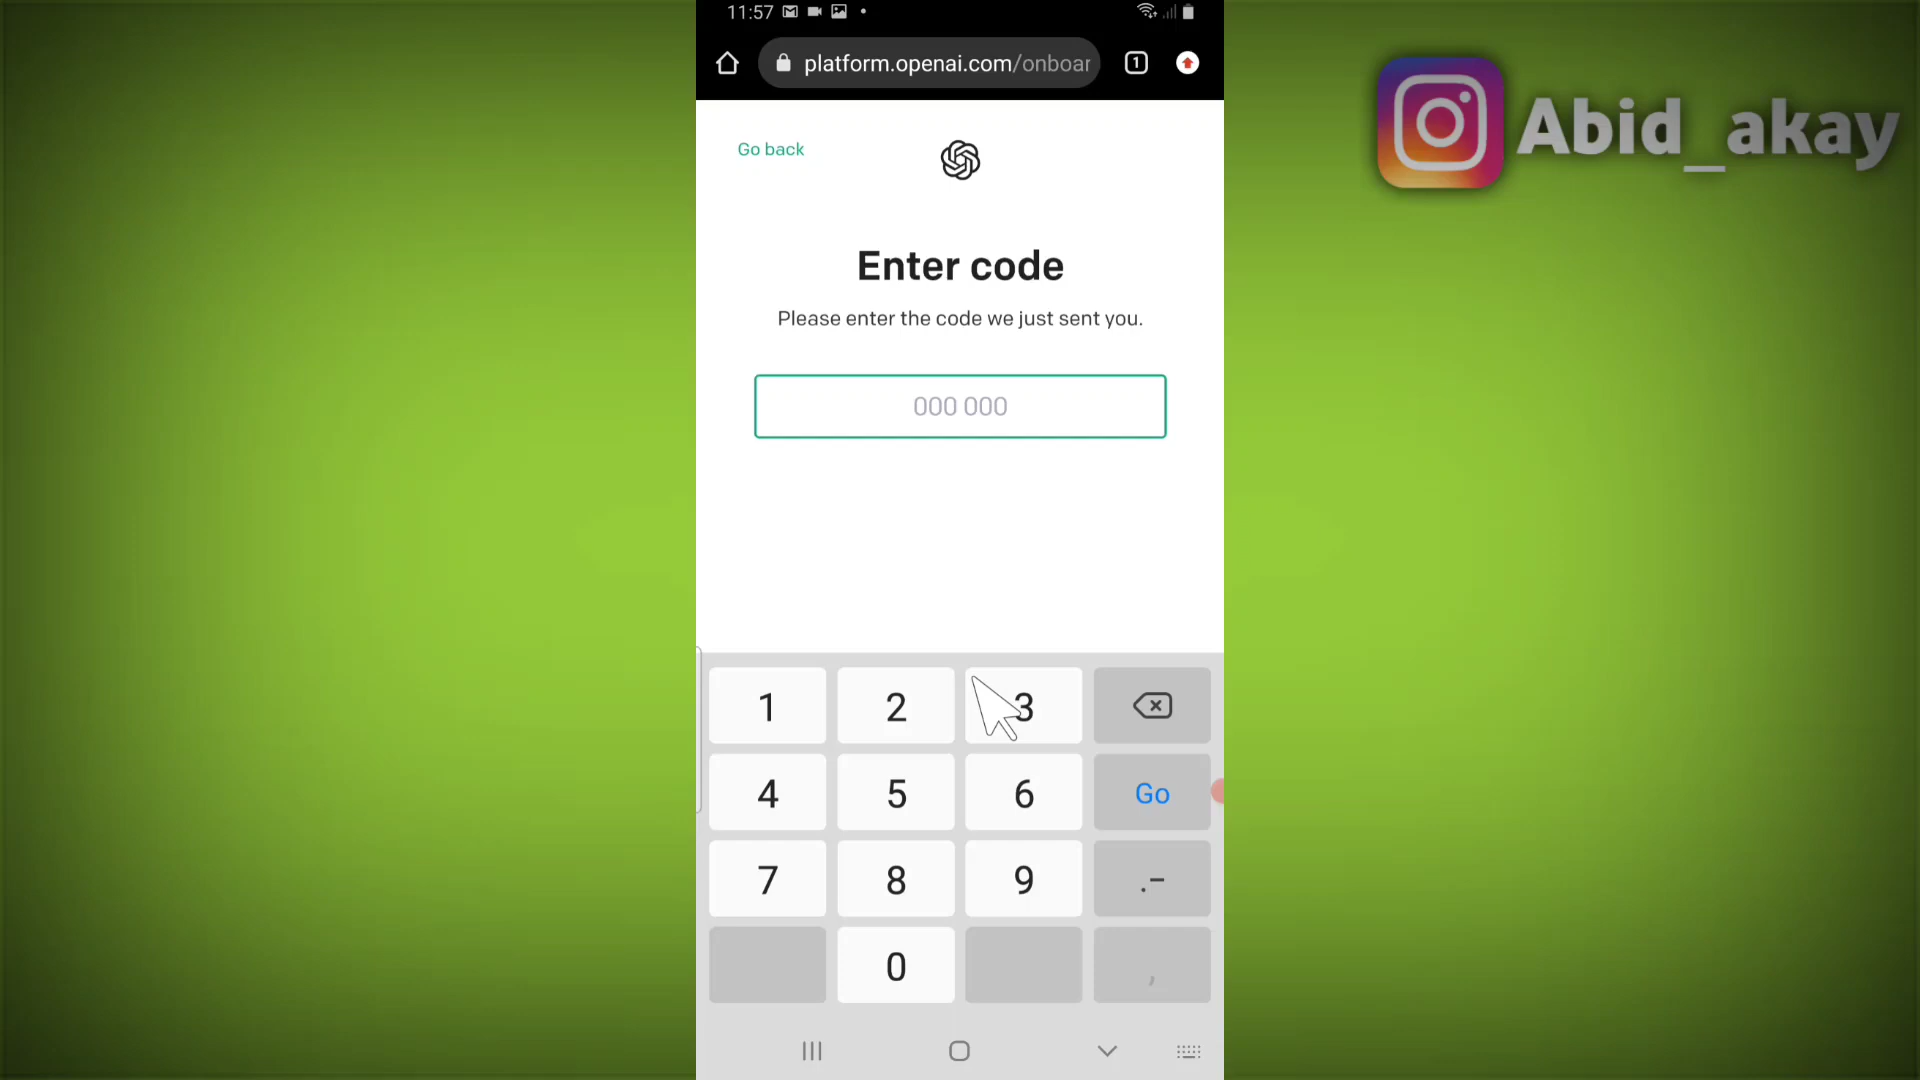 11:57
platform.openai.com/onboar
1
Abid_akay
Go back
Enter code
Please enter the code we just sent you.
000 000
1 2 3
4 5 6 Go
7 8 9 .-
0 ,